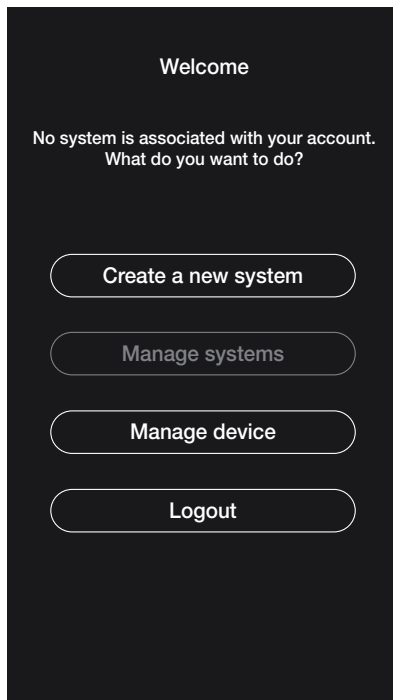 Welcome
No system is associated with your account.
What do you want to do?
Create a new system
Manage systems
Manage device
Logout